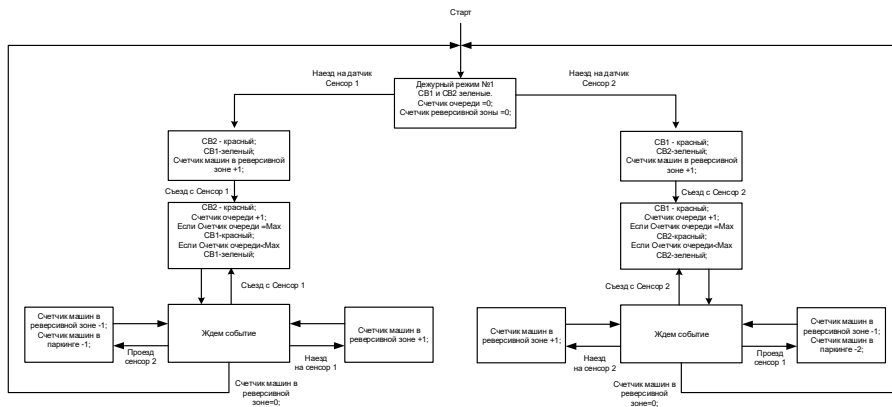 Старт
Наезд на датчик
Сенсор 1
Наезд на датчик
Сенсор 2
Дежурный режим №1
СВ1 и СВ2 зеленые.
Счетчик очереди =0;
Счетчик реверсивной зоны =0;
СВ2 - красный;
СВ1-зеленый;
Счетчик машин в реверсивной
зоне +1;
СВ1 - красный;
СВ2-зеленый;
Счетчик машин в реверсивной
зоне +1;
Съезд с Сенсор 1
Съезд с Сенсор 2
СВ2 - красный;
Счетчик очереди +1;
Если Очетчик очереди =Max
СВ1-красный;
Если Очетчик очереди<Max
СВ1-зеленый;
СВ1 - красный;
Счетчик очереди +1;
Если Очетчик очереди =Max
СВ2-красный;
Если Очетчик очереди<Max
СВ2-зеленый;
Съезд с Сенсор 1
Съезд с Сенсор 2
Счетчик машин в
реверсивной зоне -1;
Счетчик машин в
паркинге -1;
Ждем событие
Счетчик машин в
реверсивной зоне +1;
Проезд
сенсор 2
Наезд
на сенсор 1
Счетчик машин в
реверсивной
зоне=0;
Счетчик машин в
реверсивной зоне +1;
Ждем событие
Счетчик машин в
реверсивной зоне -1;
Счетчик машин в
паркинге -2;
Наезд
на сенсор 2
Проезд
сенсор 1
Счетчик машин в
реверсивной
зоне=0;